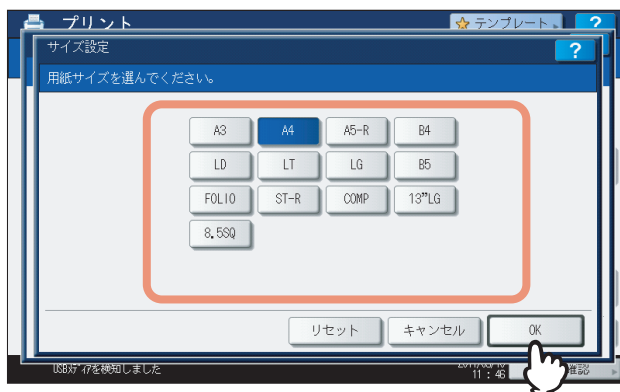 プリント
テンプレート
?
サイズ設定
?
用紙サイズを選んでください。
A3 A4 A5-R B4
LD LT LG B5
FOLIO ST-R COMP 13"LG
8.5SQ
リセット キャンセル OK
USBﾒﾃﾞｨｱを検知しました
11:46
確認